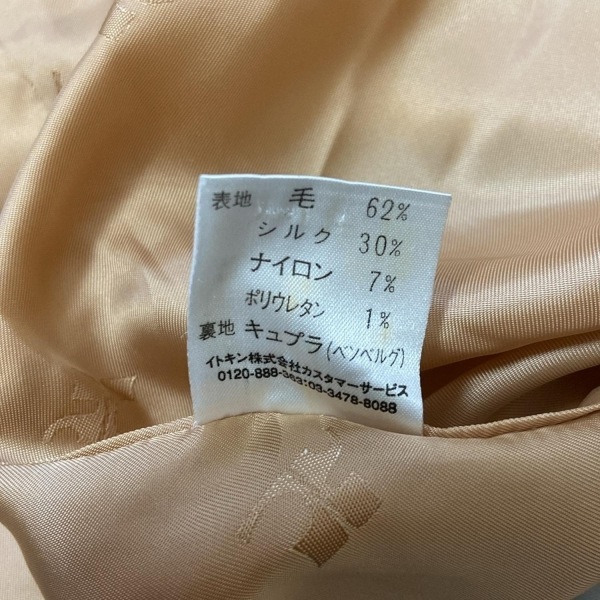 表地 毛 62%
シルク 30%
ナイロン 7%
ポリウレタン 1%
裏地 キュプラ(ベンベルグ)
イトキン株式会社カスタマーサービス
0120-888-363:03-3478-8088